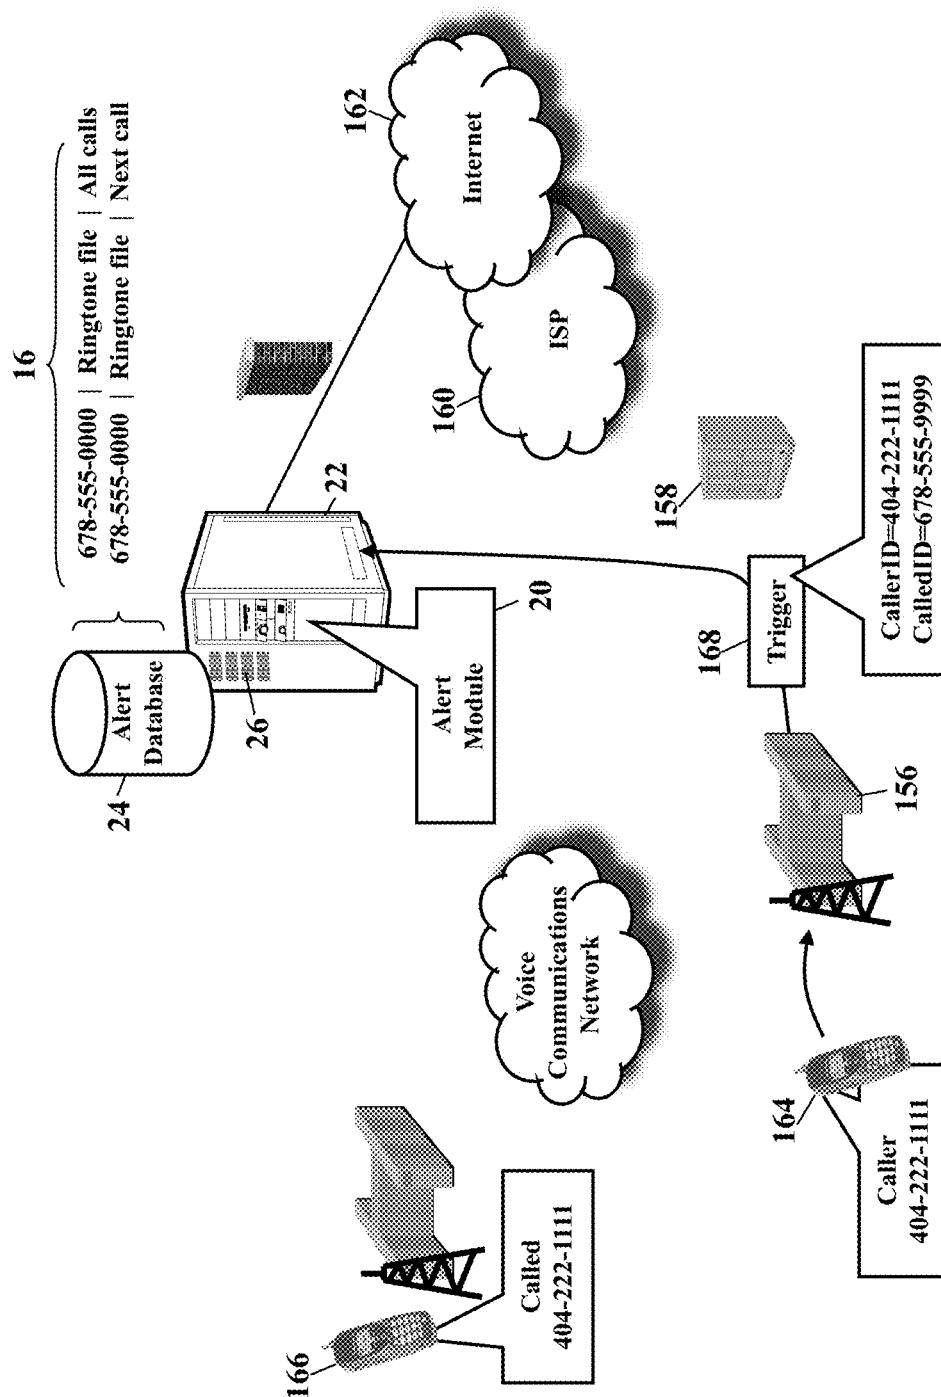 16
678-555-0000 | Ringtone file | All calls
678-555-0000 | Ringtone file | Next call
24
Alert
Database
26
22
162
Internet
160
ISP
Alert
Module
20
158
166
Called
404-222-1111
Voice
Communications
Network
168
Trigger
CallerID=404-222-1111
CalledID=678-555-9999
156
164
Caller
404-222-1111